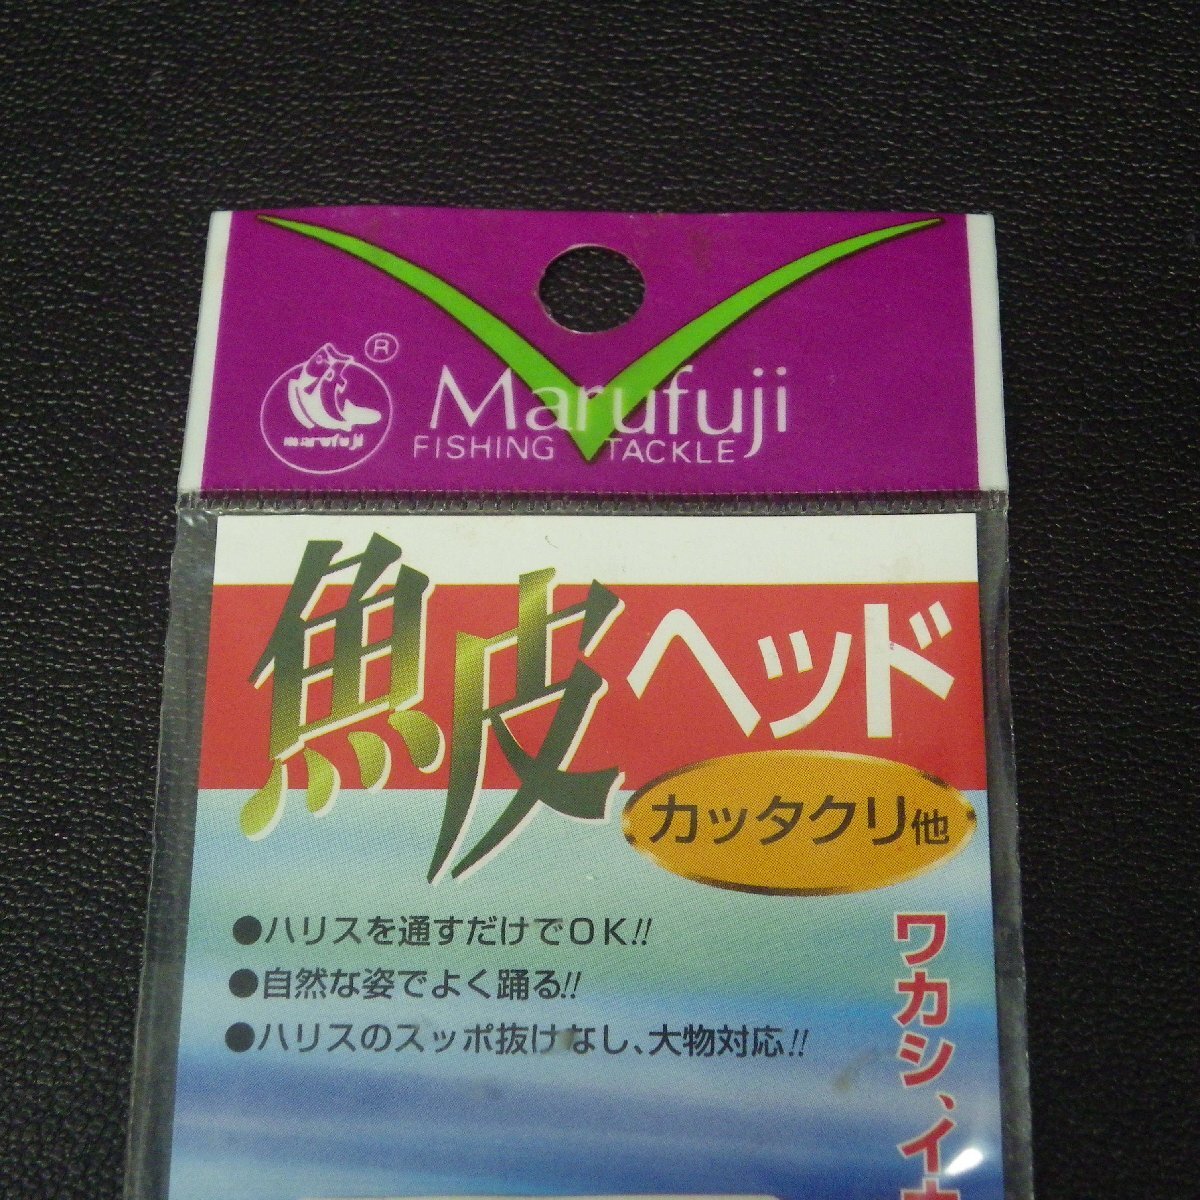 ®
marufuji
Marufuji
FISHING TACKLE
魚皮ヘッド
カッタクリ他
●ハリスを通すだけでOK!!
●自然な姿でよく踊る!!
●ハリスのスッポ抜けなし、大物対応!!
ワカシ、イ